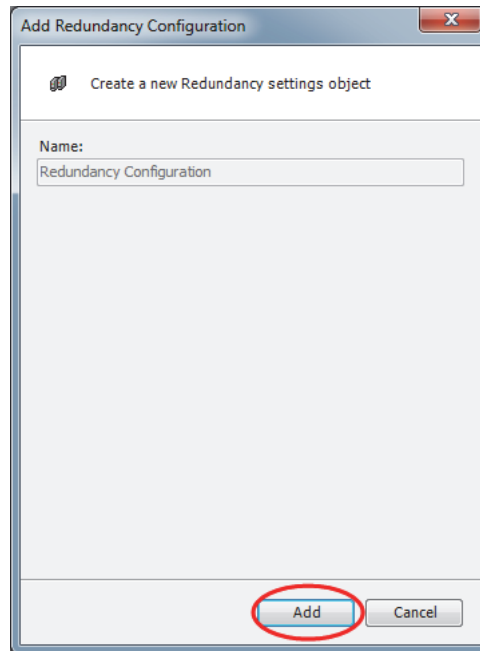 Add Redundancy Configuration
Create a new Redundancy settings object
Name:
Redundancy Configuration
Add
Cancel